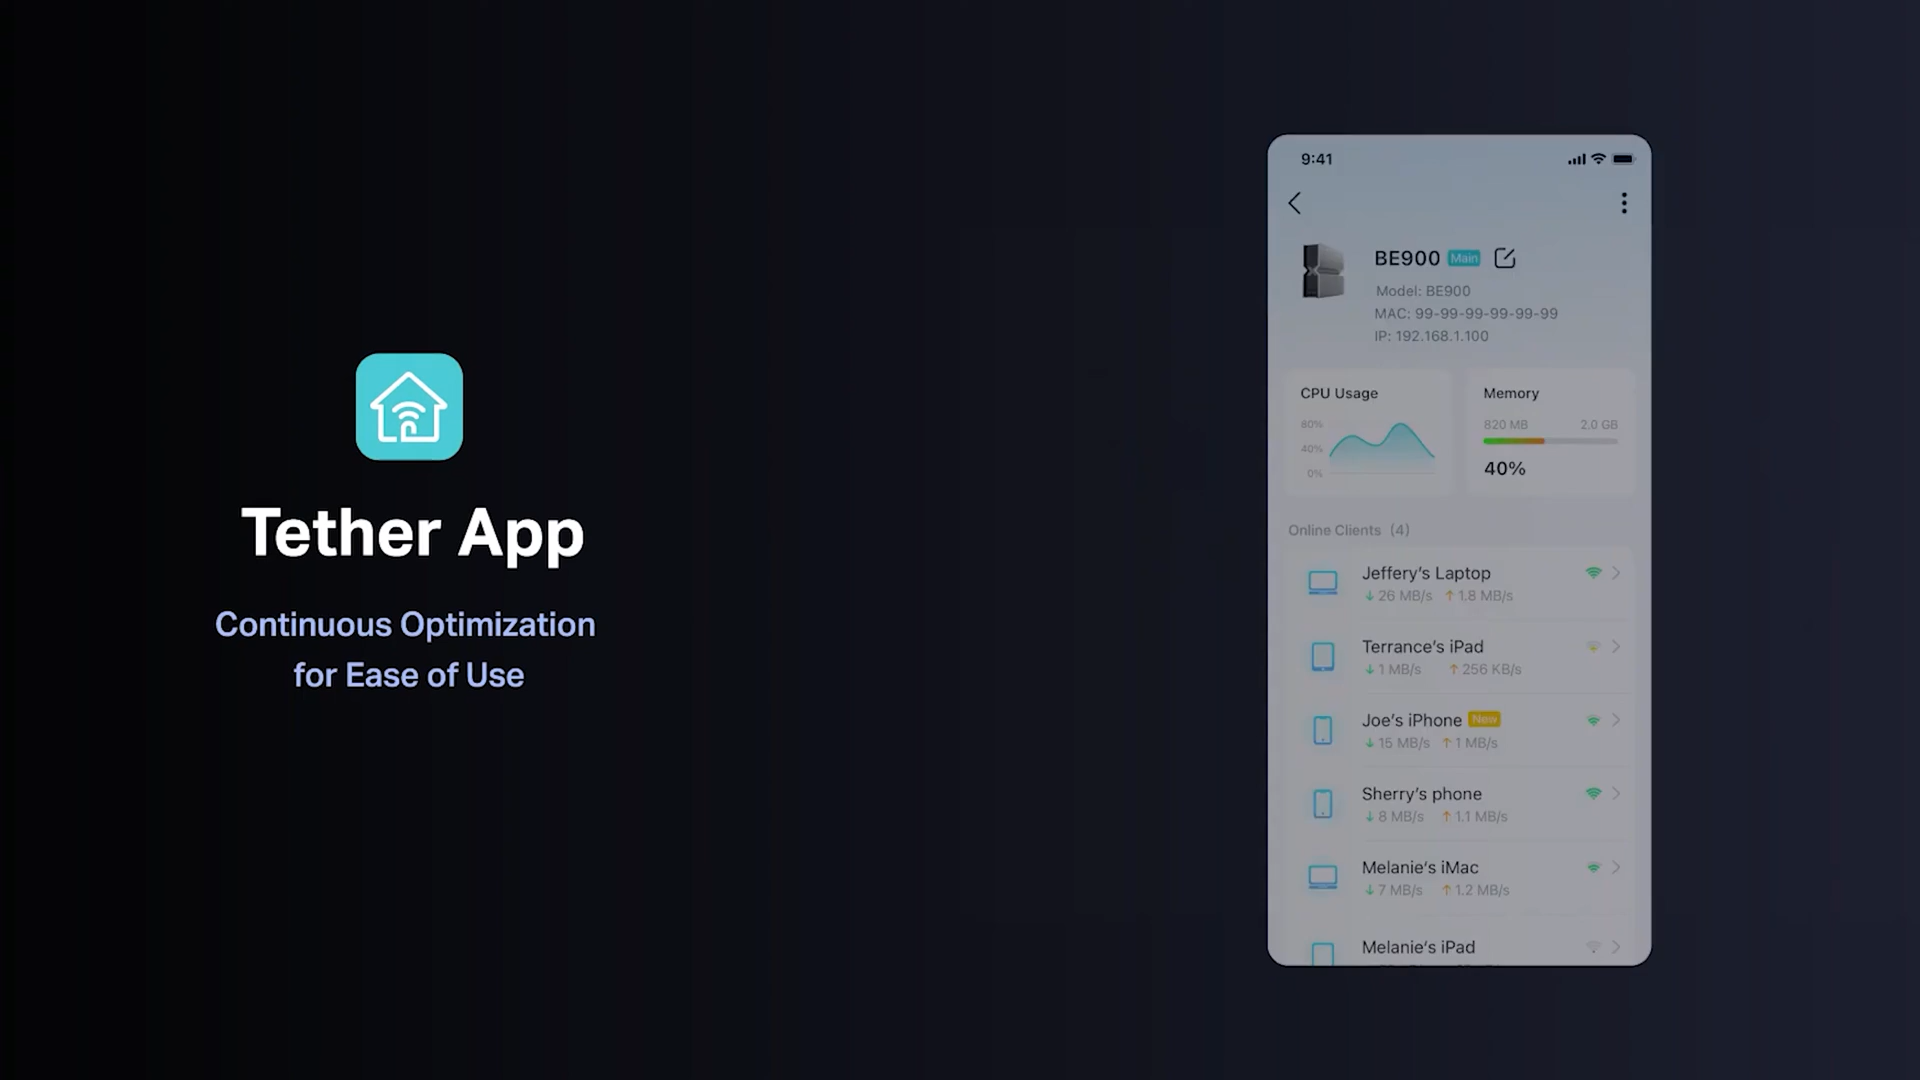 Tether App
Continuous Optimization
for Ease of Use
9:41
BE900 Main
Model: BE900
MAC: 99-99-99-99-99-99
IP: 192.168.1.100
CPU Usage
80%
40%
0%
Memory
820 MB 2.0 GB
40%
Online Clients (4)
Jeffery's Laptop
↓ 26 MB/s ↑ 1.8 MB/s
Terrance's iPad
↓ 1 MB/s ↑ 256 KB/s
Joe's iPhone New
↓ 15 MB/s ↑ 1 MB/s
Sherry's phone
↓ 8 MB/s ↑ 1.1 MB/s
Melanie's iMac
↓ 7 MB/s ↑ 1.2 MB/s
Melanie's iPad